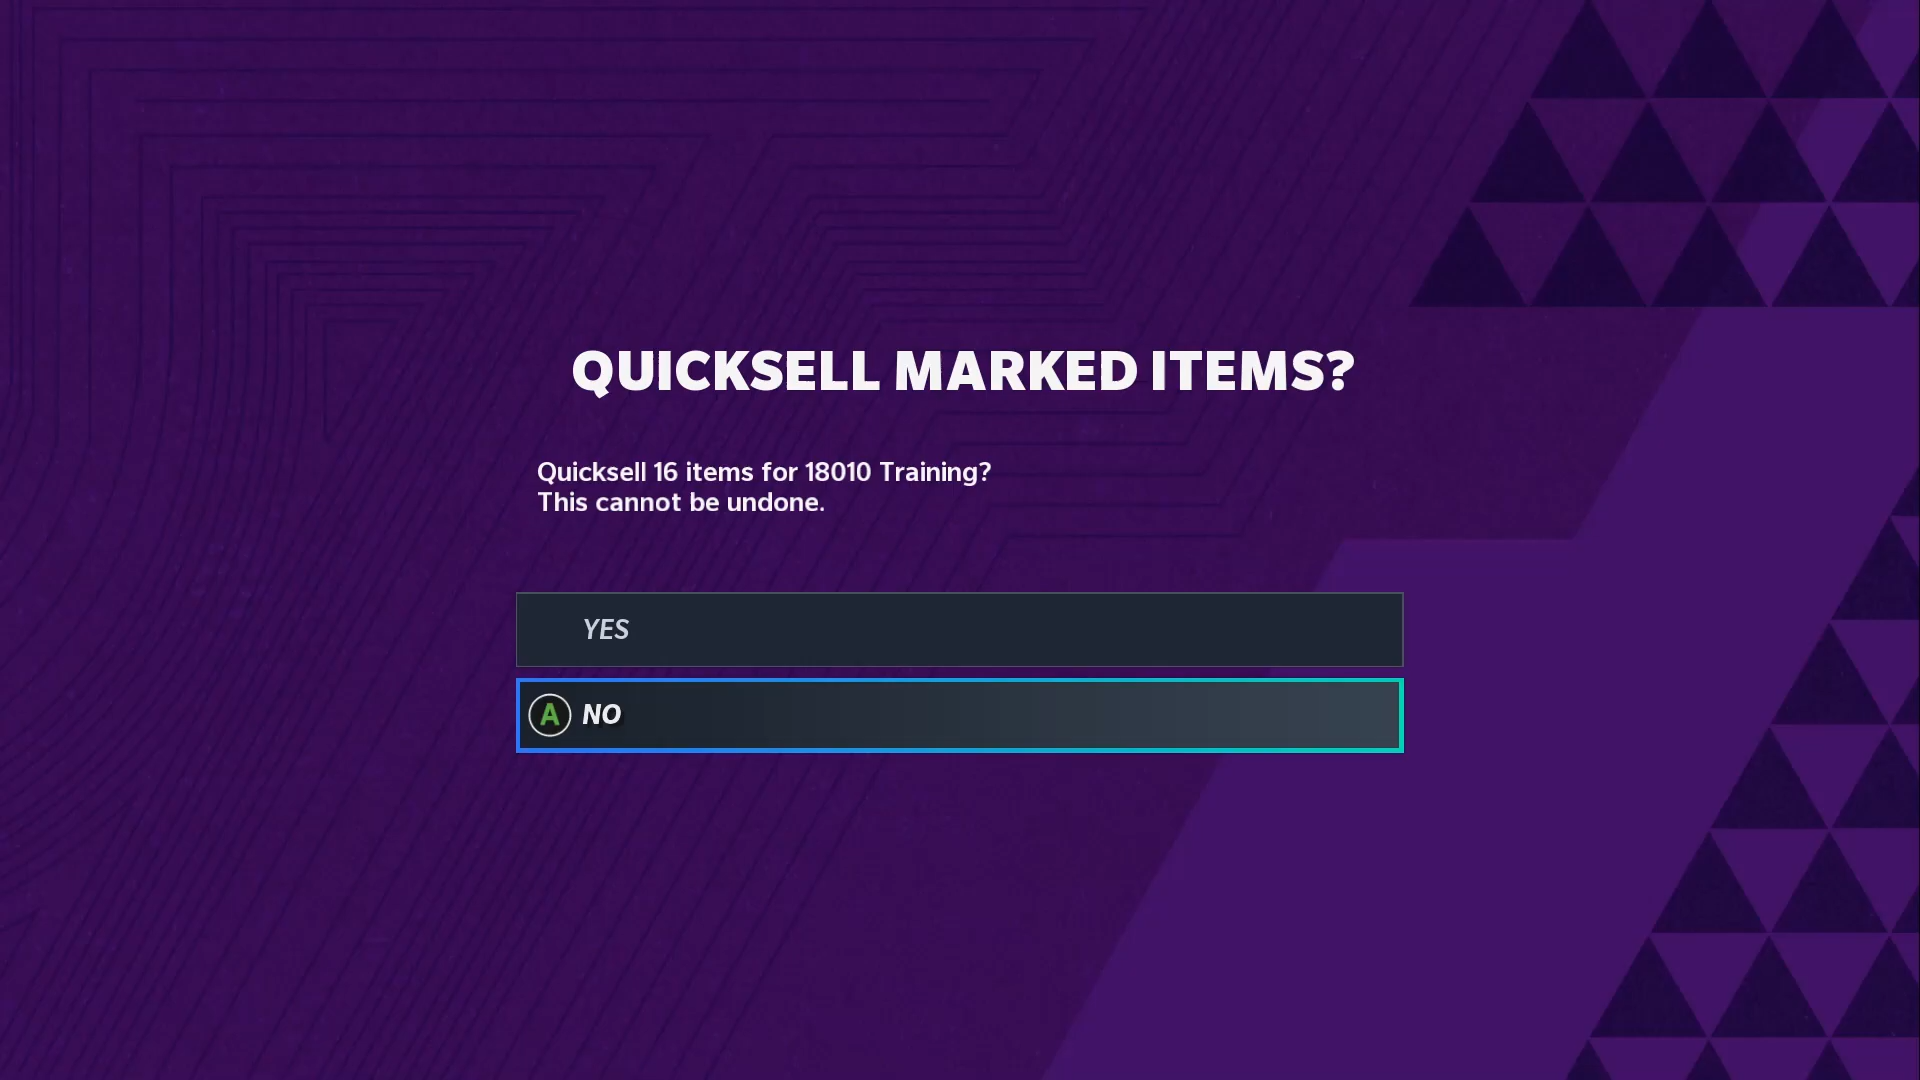 QUICKSELL MARKED ITEMS?
Quicksell 16 items for 18010 Training?
This cannot be undone.
YES
A NO